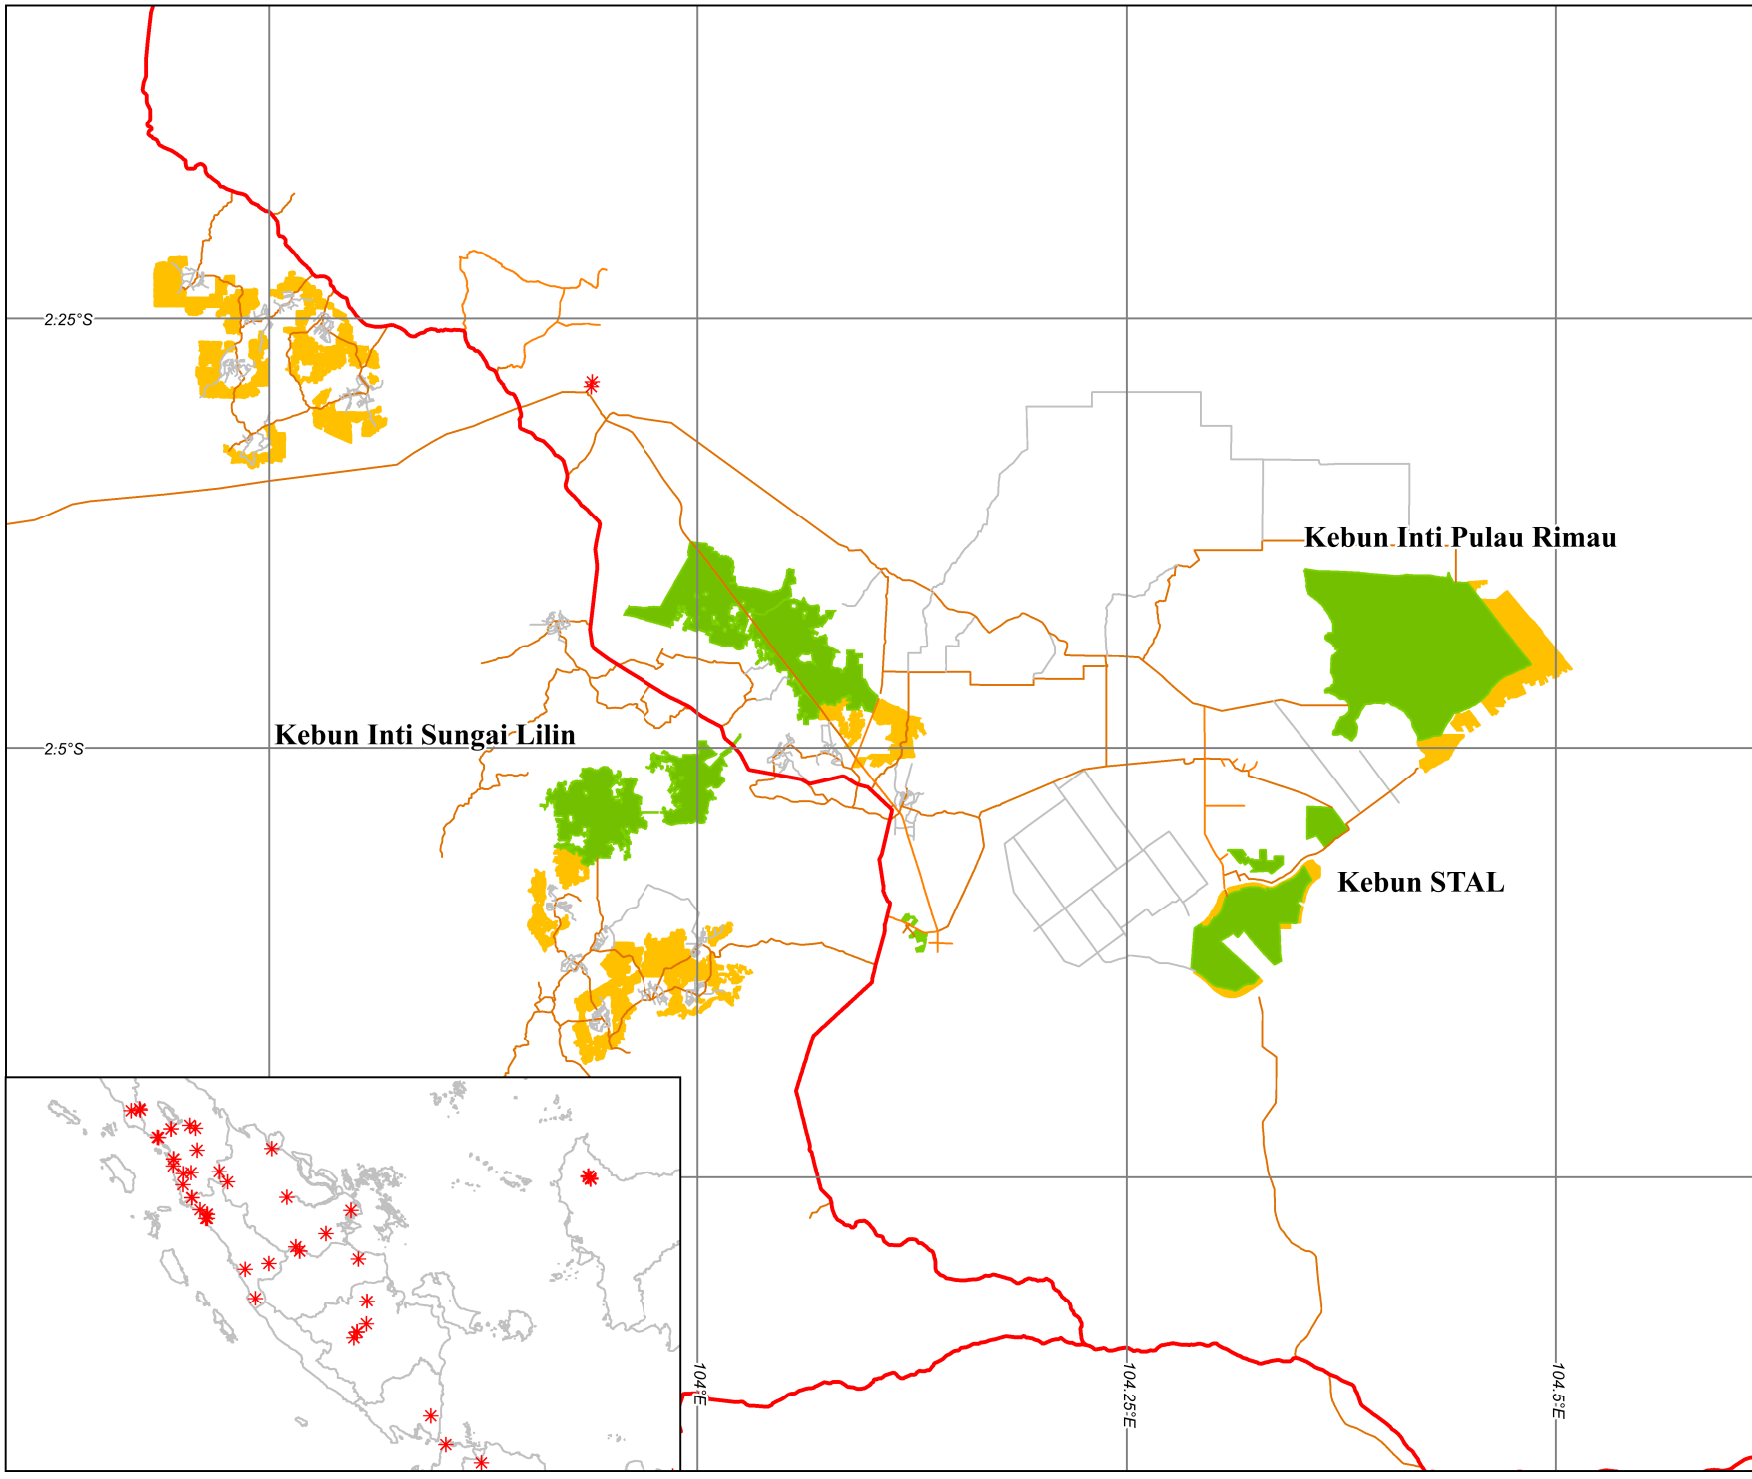 2.25°S
Kebun Inti Pulau Rimau
Kebun Inti Sungai Lilin
2.5°S
Kebun STAL
104°E
104.25°E
104.5°E